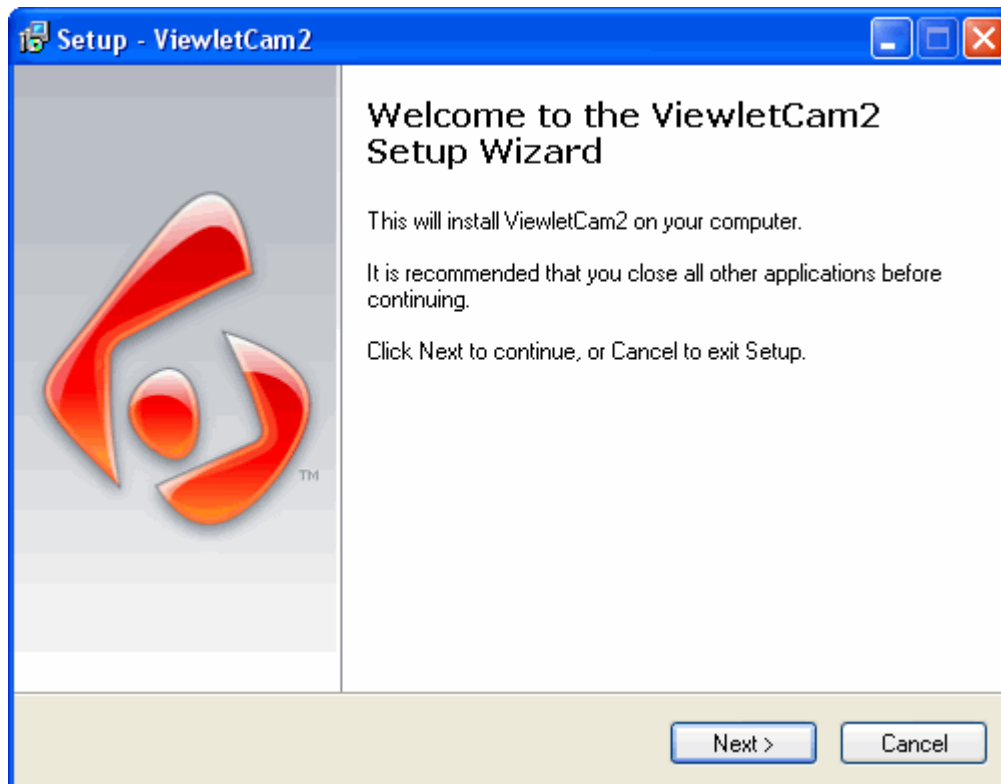 Setup - ViewletCam2
Welcome to the ViewletCam2
Setup Wizard
This will install ViewletCam2 on your computer.
It is recommended that you close all other applications before
continuing.
Click Next to continue, or Cancel to exit Setup.
TM
Next >
Cancel